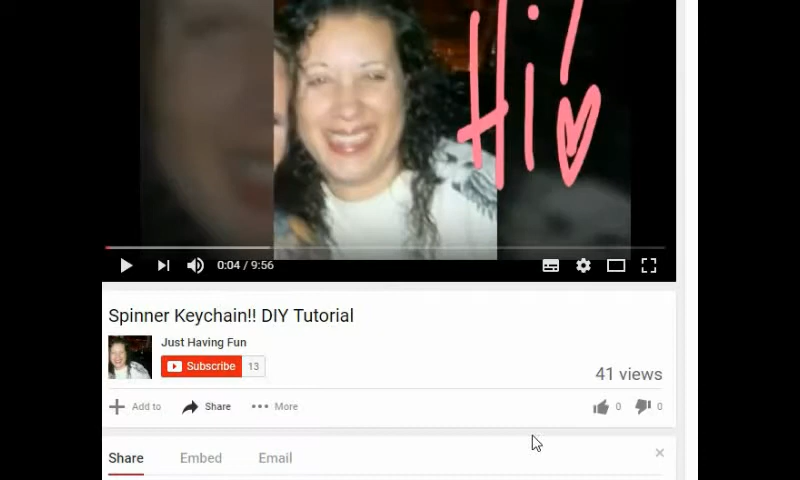 Hi!
0:04 / 9:56
Spinner Keychain!! DIY Tutorial
Just Having Fun
Subscribe 13
41 views
Add to Share More 0 0
Share Embed Email